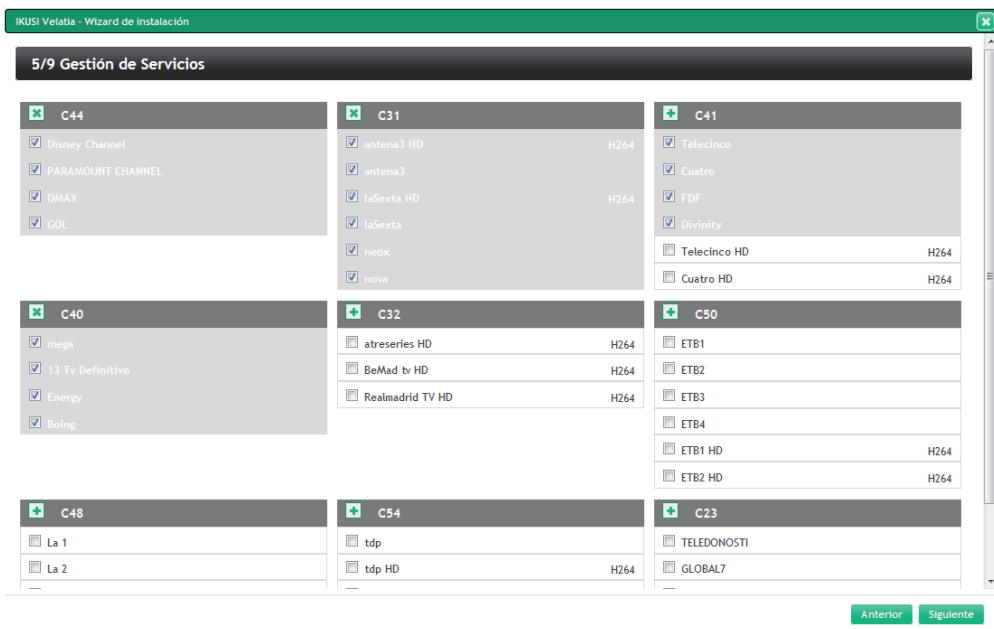 IKUSI Velatia - Wizard de instalación
5/9 Gestión de Servicios
C44
Disney Channel
PARAMOUNT CHANNEL
DMAX
GOL
C31
antena3 HD H264
antena3
laSexta HD H264
laSexta
neox
nova
C41
Telecinco
Cuatro
FDF
Divinity
Telecinco HD H264
Cuatro HD H264
C40
mega
13 Tv Definitivo
Energy
Boing
C32
atreseries HD H264
BeMad tv HD H264
Realmadrid TV HD H264
C50
ETB1
ETB2
ETB3
ETB4
ETB1 HD H264
ETB2 HD H264
C48
La 1
La 2
C54
tdp
tdp HD H264
C23
TELEDONOSTI
GLOBAL7
Anterior Siguiente